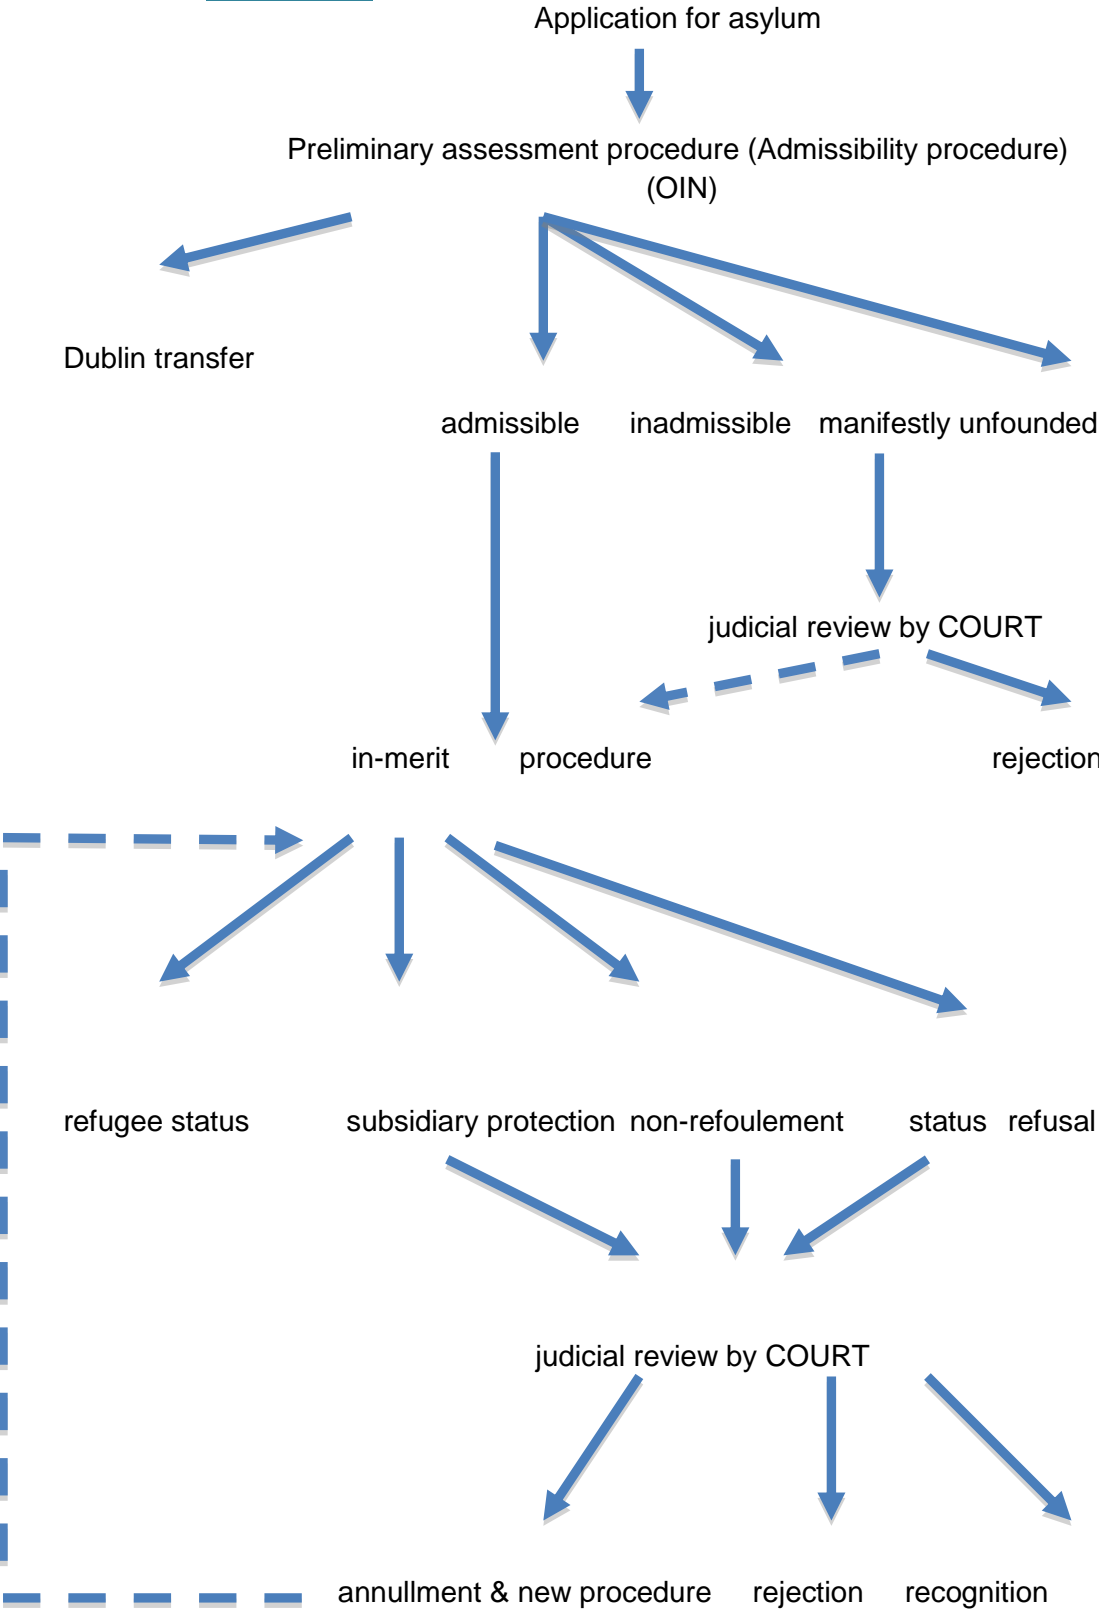 Application for asylum
Preliminary assessment procedure (Admissibility procedure)
(OIN)
Dublin transfer
admissible inadmissible manifestly unfounded
judicial review by COURT
in-merit procedure rejection
refugee status subsidiary protection non-refoulement status refusal
judicial review by COURT
annullment & new procedure rejection recognition